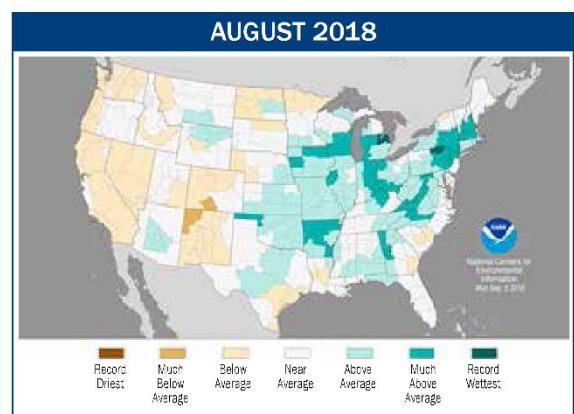 AUGUST 2018
National Centers for
Environmental
Information
Record
Driest
Much
Below
Average
Below
Average
Near
Average
Above
Average
Much
Above
Average
Record
Wettest